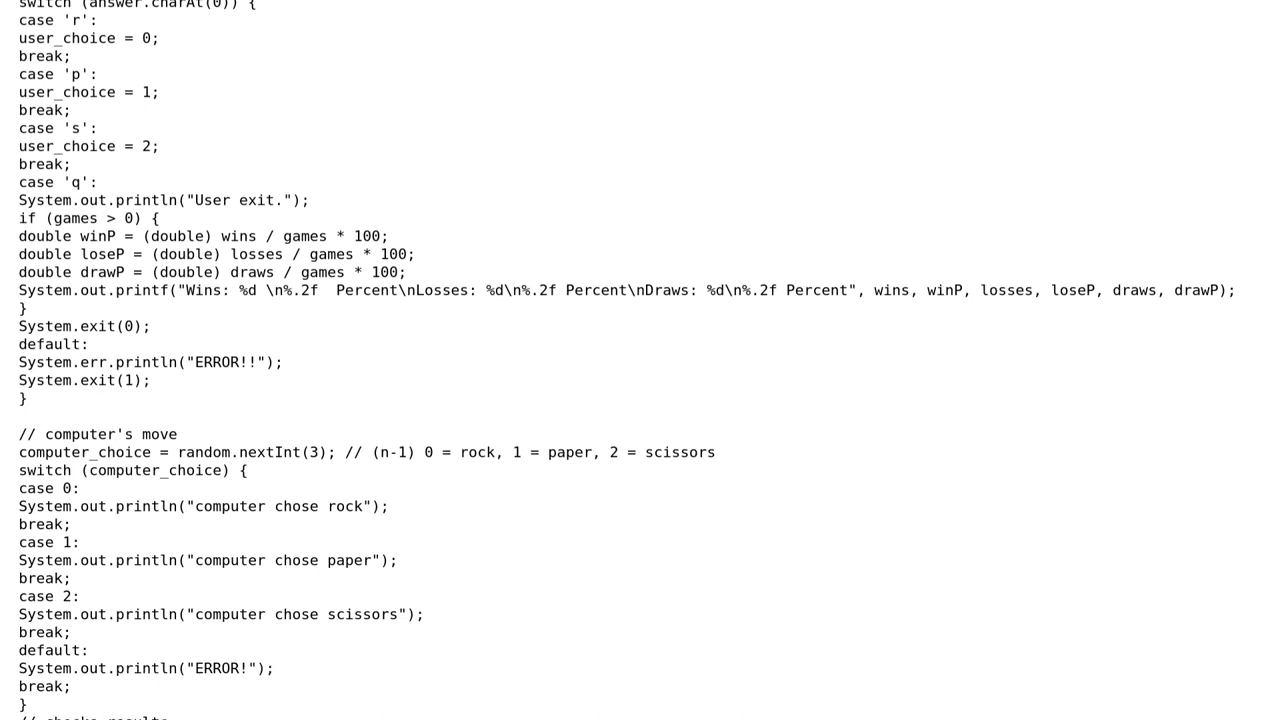 switch (answer.charAt(0)) {
case 'r':
user_choice = 0;
break;
case 'p':
user_choice = 1;
break;
case 's':
user_choice = 2;
break;
case 'q':
System.out.println("User exit.");
if (games > 0) {
double winP = (double) wins / games * 100;
double loseP = (double) losses / games * 100;
double drawP = (double) draws / games * 100;
System.out.printf("Wins: %d \n%.2f  Percent\nLosses: %d\n%.2f Percent\nDraws: %d\n%.2f Percent", wins, winP, losses, loseP, draws, drawP);
}
System.exit(0);
default:
System.err.println("ERROR!!");
System.exit(1);
}

// computer's move
computer_choice = random.nextInt(3); // (n-1) 0 = rock, 1 = paper, 2 = scissors
switch (computer_choice) {
case 0:
System.out.println("computer chose rock");
break;
case 1:
System.out.println("computer chose paper");
break;
case 2:
System.out.println("computer chose scissors");
break;
default:
System.out.println("ERROR!");
break;
}
// checks results